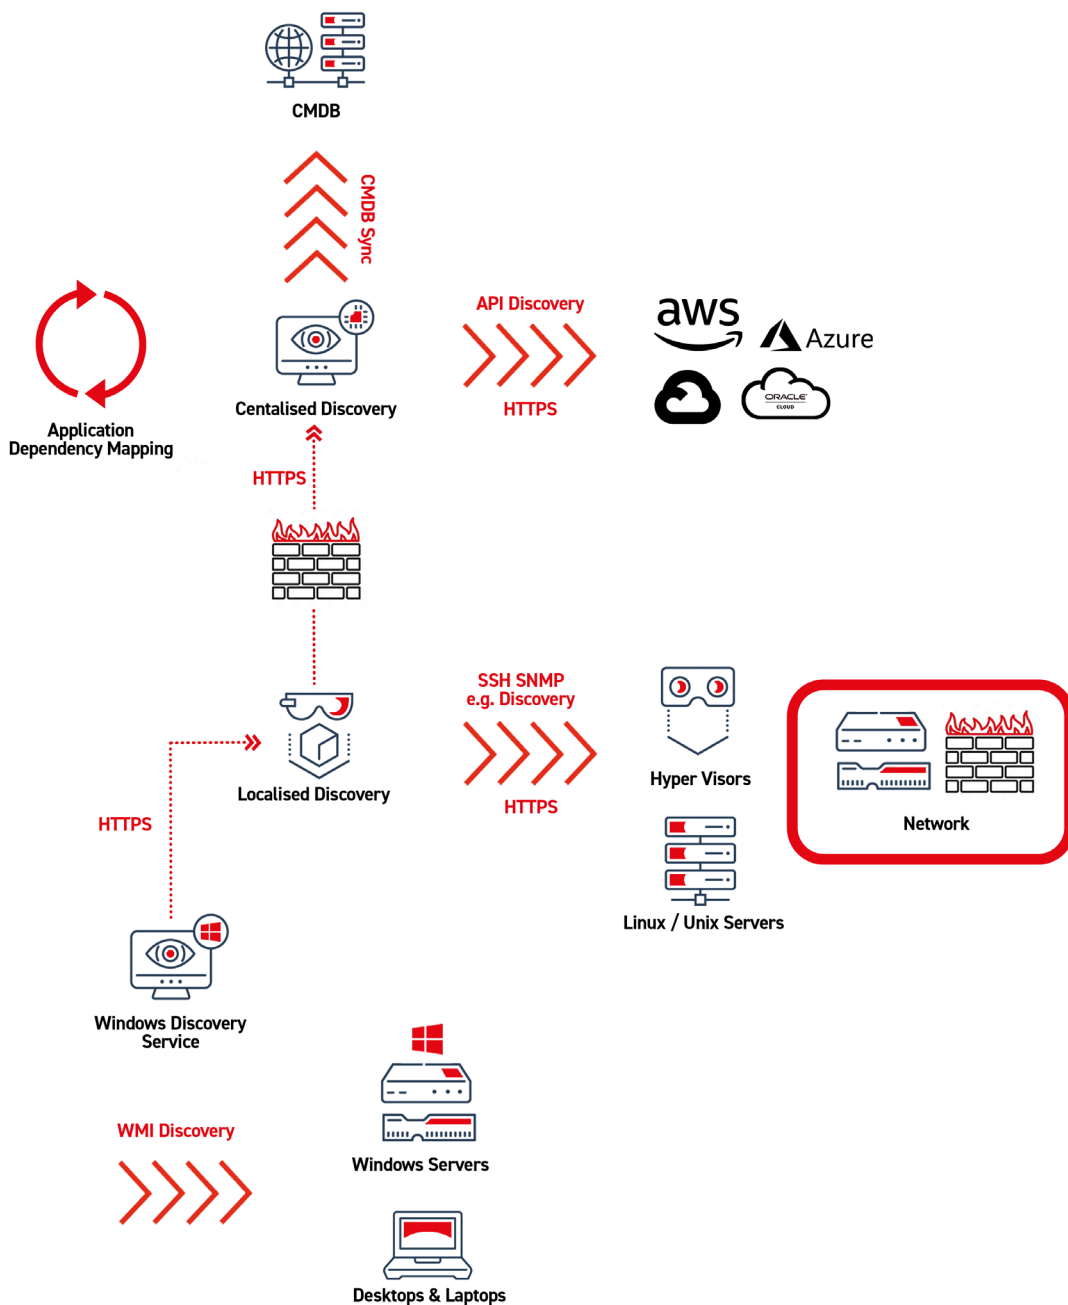 CMDB
CMDB Sync
API Discovery
HTTPS
aws
Azure
ORACLE
CLOUD
Centalised Discovery
Application
Dependency Mapping
HTTPS
SSH SNMP
e.g. Discovery
HTTPS
Localised Discovery
Hyper Visors
Network
HTTPS
Linux / Unix Servers
Windows Discovery
Service
WMI Discovery
Windows Servers
Desktops & Laptops